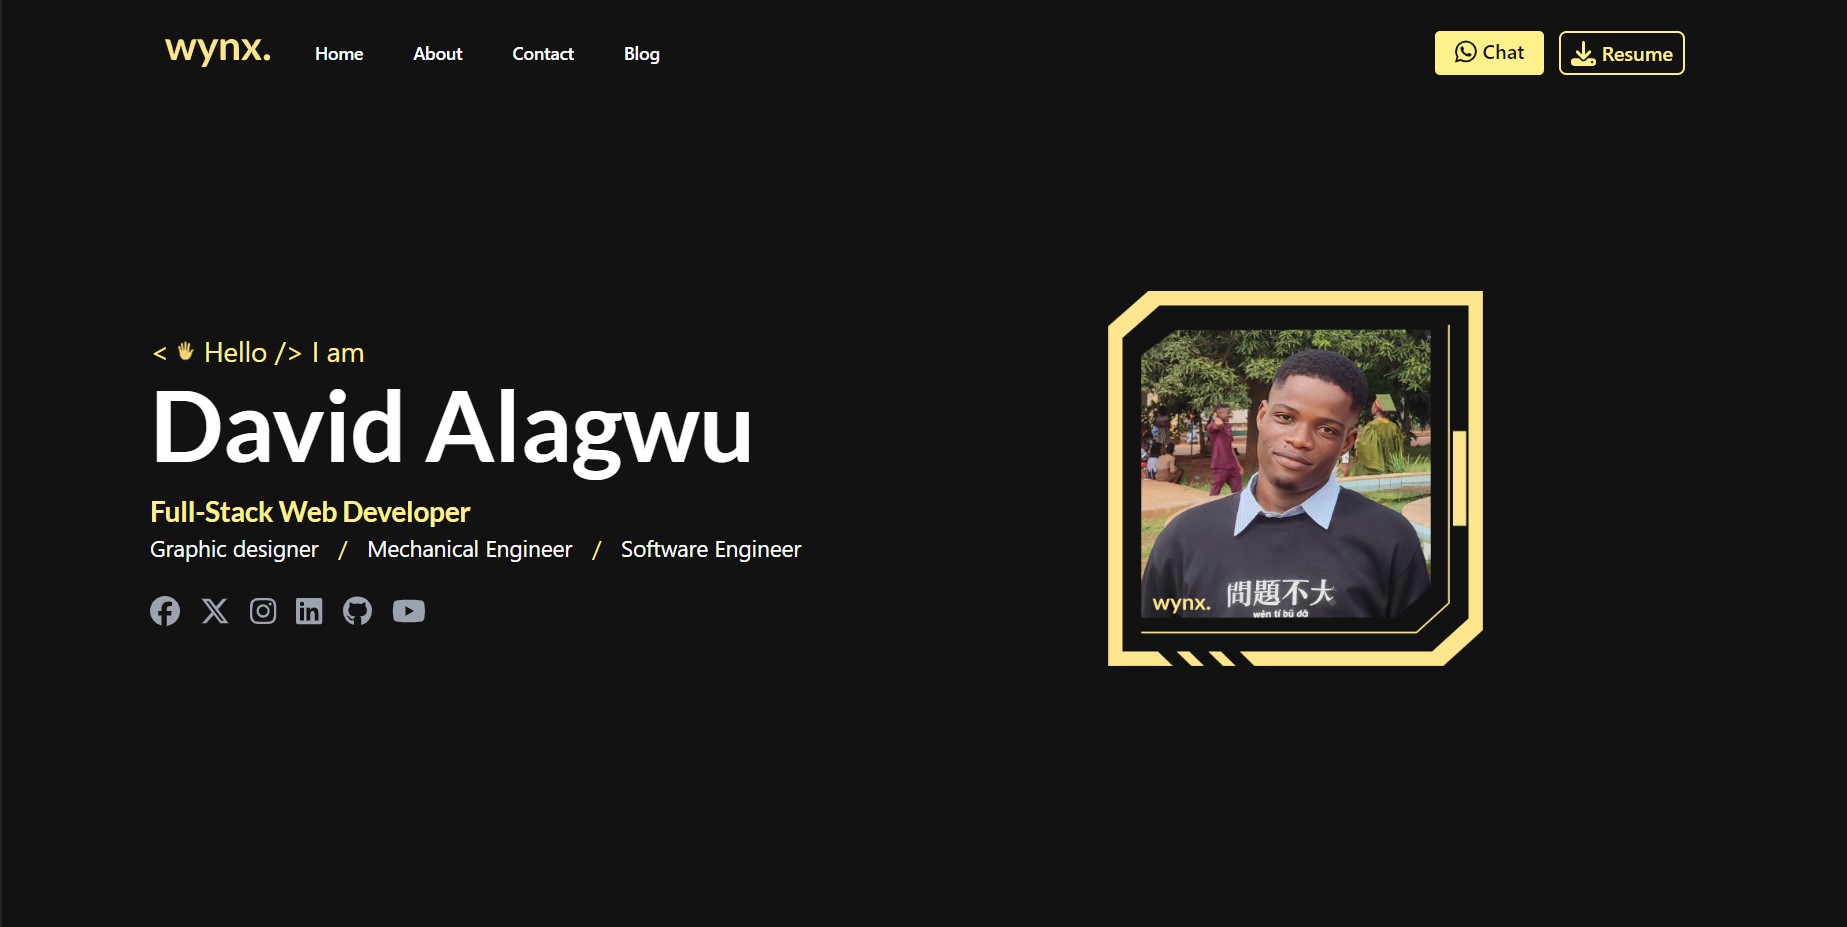 wynx. Home About Contact Blog Chat Resume
< 👋 Hello /> I am
David Alagwu
Full-Stack Web Developer
Graphic designer / Mechanical Engineer / Software Engineer
wynx. 問題不大
wèn tí bù dà